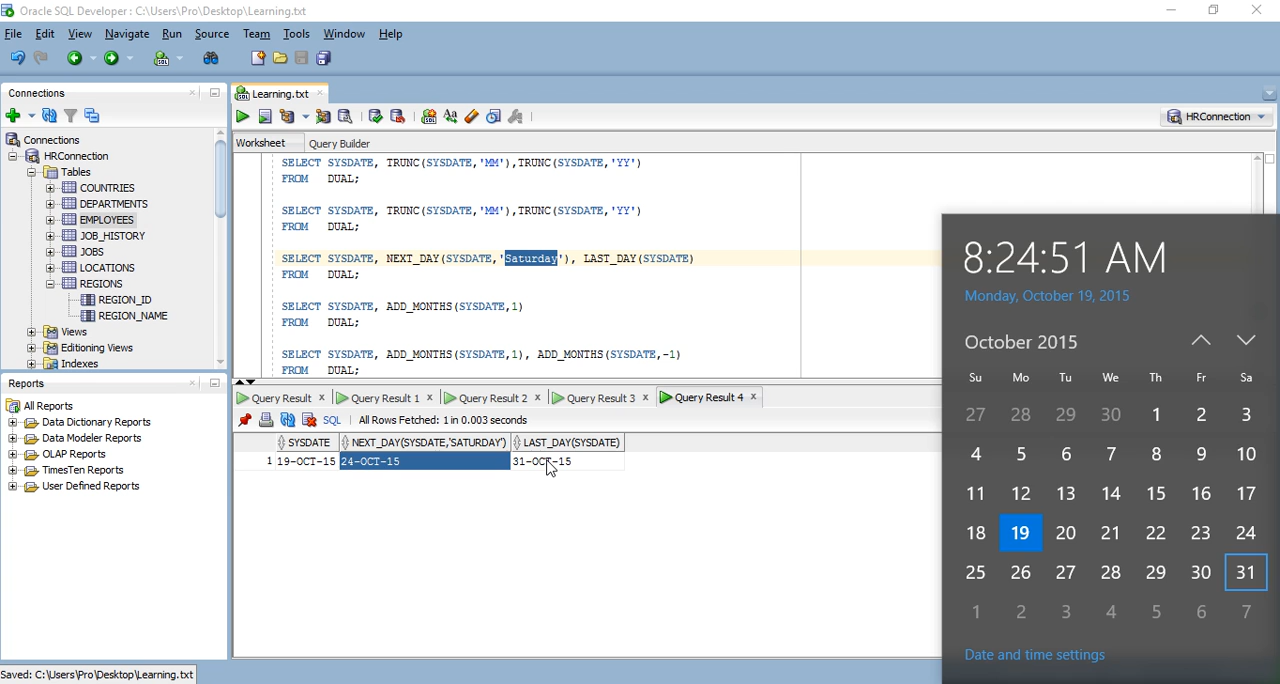 Oracle SQL Developer : C:\Users\Pro\Desktop\Learning.txt
File Edit View Navigate Run Source Team Tools Window Help
Connections
Connections
HRConnection
Tables
COUNTRIES
DEPARTMENTS
EMPLOYEES
JOB_HISTORY
JOBS
LOCATIONS
REGIONS
REGION_ID
REGION_NAME
Views
Editioning Views
Indexes
Reports
All Reports
Data Dictionary Reports
Data Modeler Reports
OLAP Reports
TimesTen Reports
User Defined Reports
Learning.txt
HRConnection
Worksheet Query Builder
SELECT SYSDATE, TRUNC(SYSDATE,'MM'),TRUNC(SYSDATE,'YY')
FROM DUAL;
SELECT SYSDATE, TRUNC(SYSDATE,'MM'),TRUNC(SYSDATE,'YY')
FROM DUAL;
SELECT SYSDATE, NEXT_DAY(SYSDATE,'Saturday'), LAST_DAY(SYSDATE)
FROM DUAL;
SELECT SYSDATE, ADD_MONTHS(SYSDATE,1)
FROM DUAL;
SELECT SYSDATE, ADD_MONTHS(SYSDATE,1), ADD_MONTHS(SYSDATE,-1)
FROM DUAL;
Query Result Query Result 1 Query Result 2 Query Result 3 Query Result 4
SQL All Rows Fetched: 1 in 0.003 seconds
SYSDATE NEXT_DAY(SYSDATE,'SATURDAY') LAST_DAY(SYSDATE)
1 19-OCT-15 24-OCT-15 31-OCT-15
8:24:51 AM
Monday, October 19, 2015
October 2015
Su Mo Tu We Th Fr Sa
27 28 29 30 1 2 3
4 5 6 7 8 9 10
11 12 13 14 15 16 17
18 19 20 21 22 23 24
25 26 27 28 29 30 31
1 2 3 4 5 6 7
Date and time settings
Saved: C:\Users\Pro\Desktop\Learning.txt